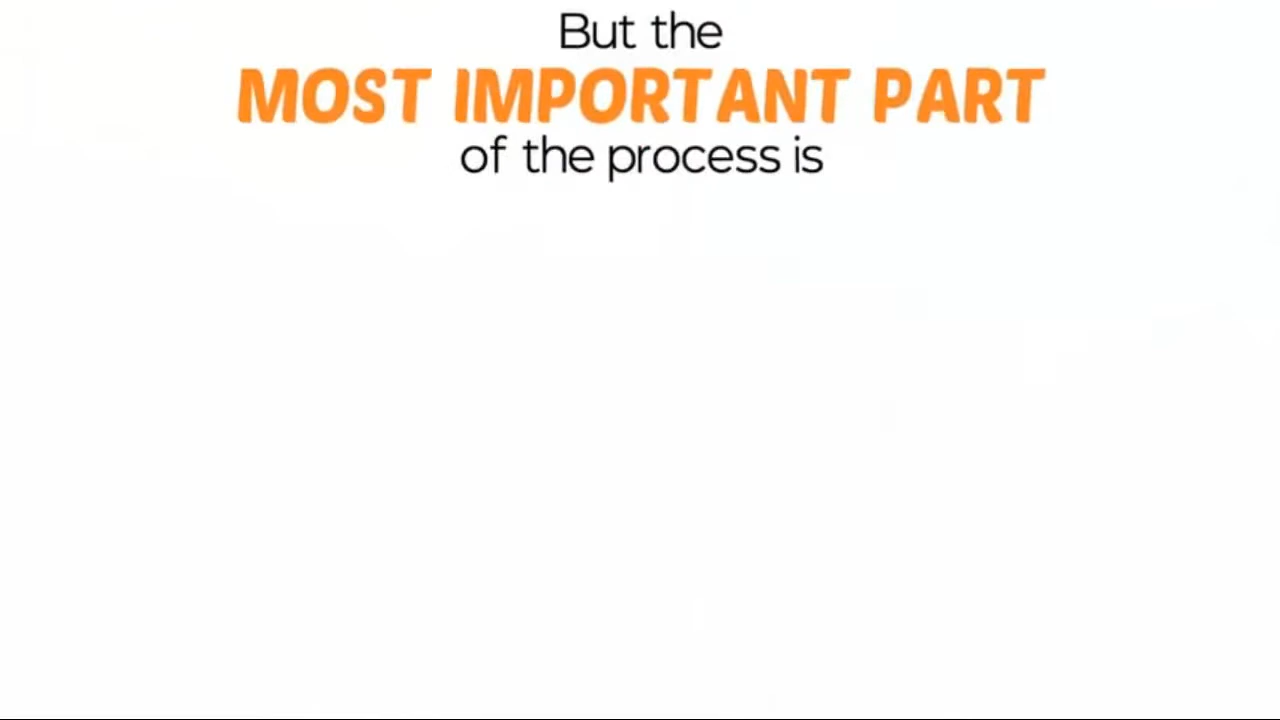 But the
MOST IMPORTANT PART
of the process is